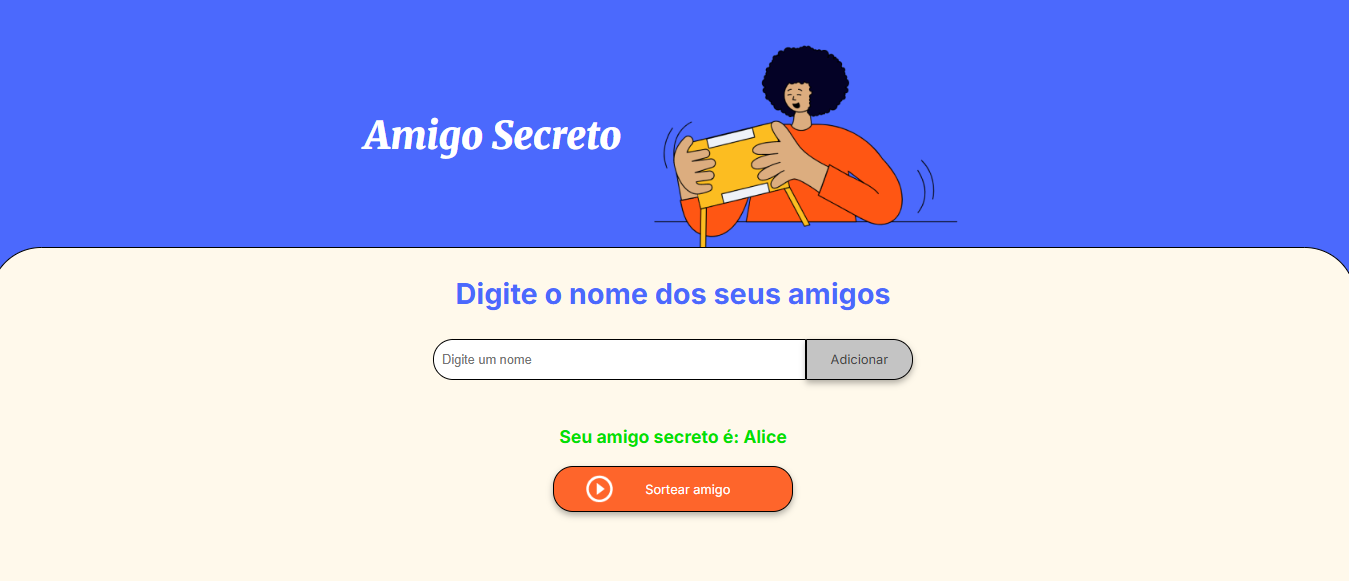 Amigo Secreto
Digite o nome dos seus amigos
Digite um nome
Adicionar
Seu amigo secreto é: Alice
Sortear amigo